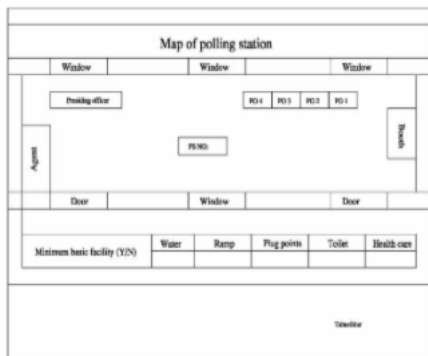 Map of polling station
Window Window Window
Presiding officer PO 4 PO 3 PO 2 PO 1
Agent PS NO: Booth
Door Window Door
Minimum basic facility (Y/N) Water Ramp Plug points Toilet Health care
Tahsildar